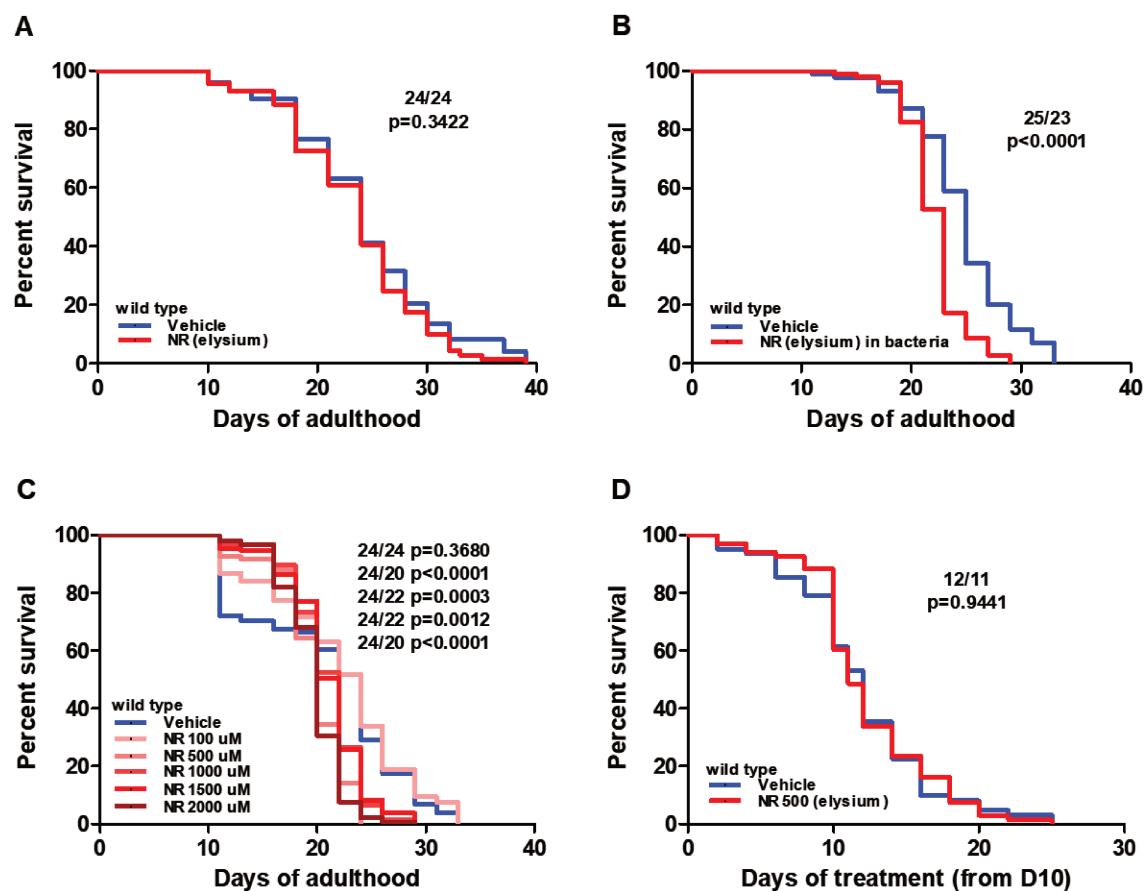 A
100
80
60
40
20
0
Percent survival
24/24
p=0.3422
wild type
Vehicle
NR (elysium)
0 10 20 30 40
Days of adulthood
B
100
80
60
40
20
0
Percent survival
25/23
p<0.0001
wild type
Vehicle
NR (elysium) in bacteria
0 10 20 30 40
Days of adulthood
C
100
80
60
40
20
0
Percent survival
24/24 p=0.3680
24/20 p<0.0001
24/22 p=0.0003
24/22 p=0.0012
24/20 p<0.0001
wild type
Vehicle
NR 100 uM
NR 500 uM
NR 1000 uM
NR 1500 uM
NR 2000 uM
0 10 20 30 40
Days of adulthood
D
100
80
60
40
20
0
Percent survival
12/11
p=0.9441
wild type
Vehicle
NR 500 (elysium)
0 10 20 30
Days of treatment (from D10)